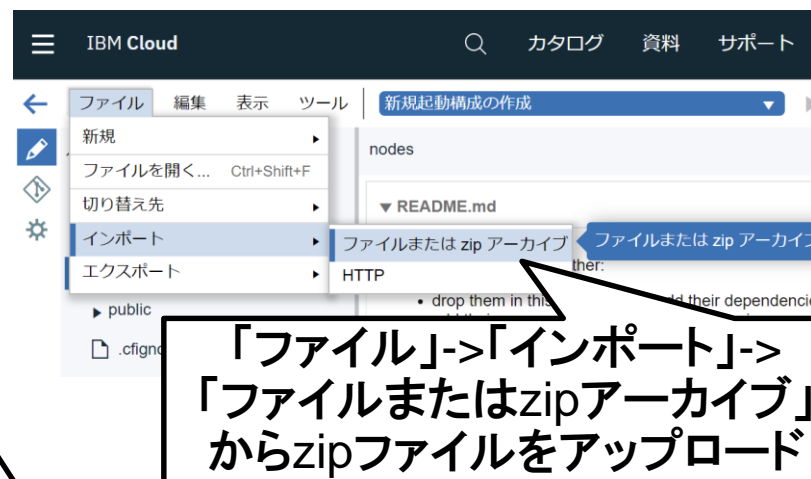 IBM Cloud
カタログ 資料 サポート
ファイル 編集 表示 ツール 新規起動構成の作成
新規
ファイルを開く... Ctrl+Shift+F
切り替え先
インポート
エクスポート
nodes
README.md
ファイルまたは zip アーカイブ
HTTP
ファイルまたは zip アーカイブ
ther:
drop them in this
their
public
「ファイル」->「インポート」->
「ファイルまたはzipアーカイブ」
からzipファイルをアップロード